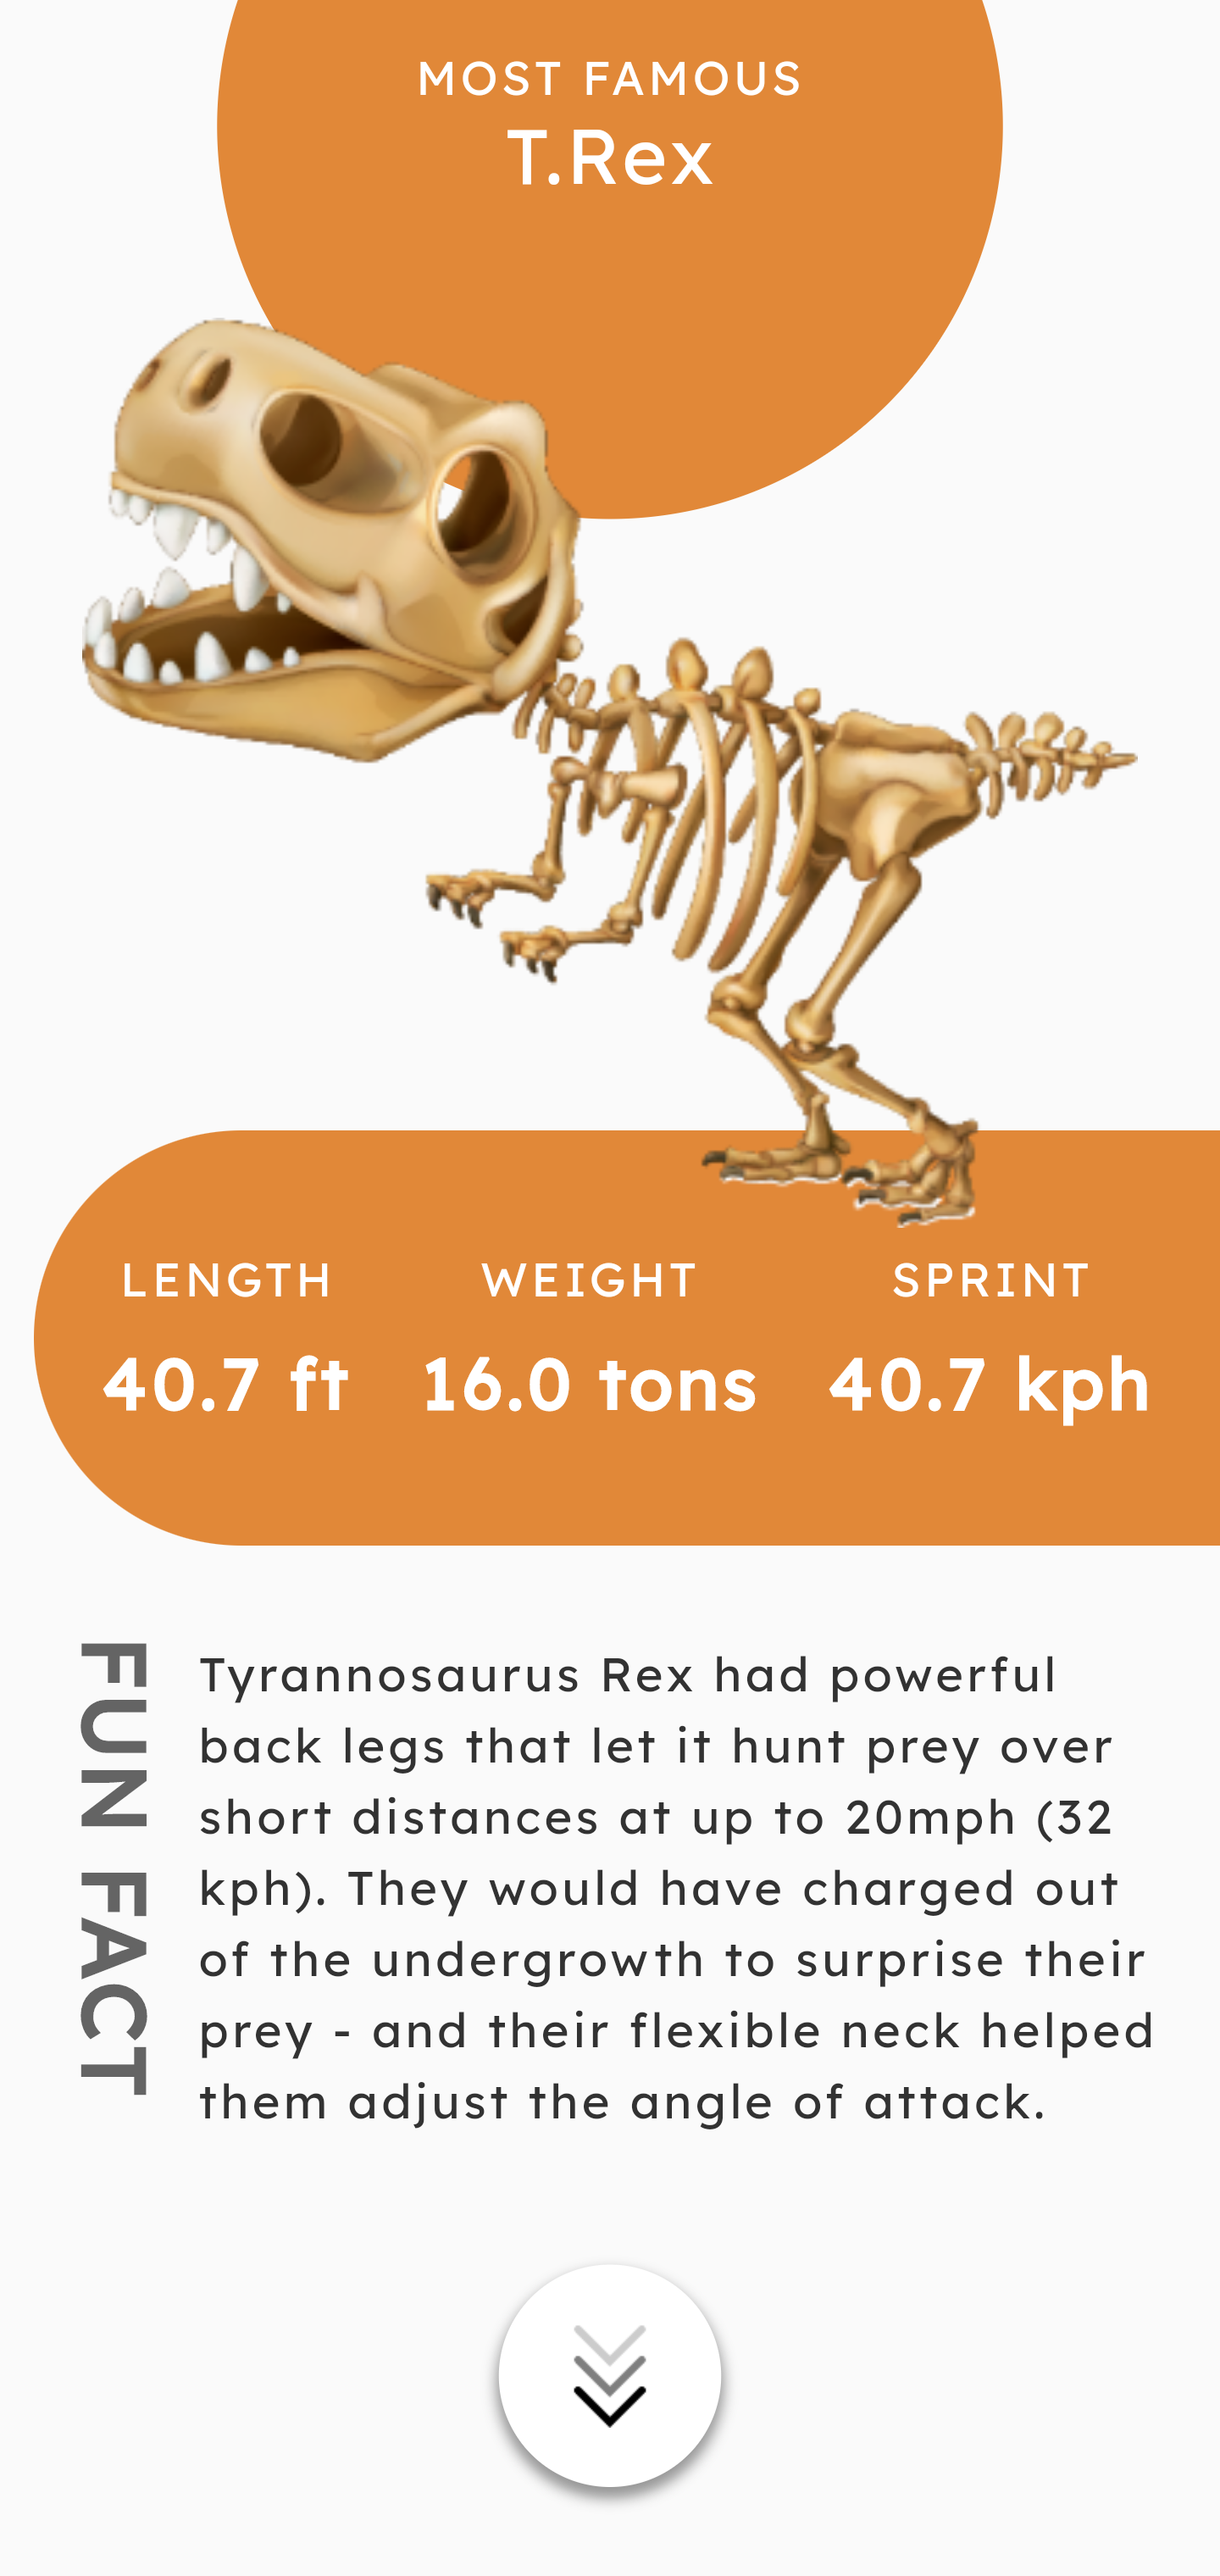 MOST FAMOUS
T.Rex
LENGTH WEIGHT SPRINT
40.7 ft 16.0 tons 40.7 kph
FUN FACT
Tyrannosaurus Rex had powerful
back legs that let it hunt prey over
short distances at up to 20mph (32
kph). They would have charged out
of the undergrowth to surprise their
prey - and their flexible neck helped
them adjust the angle of attack.